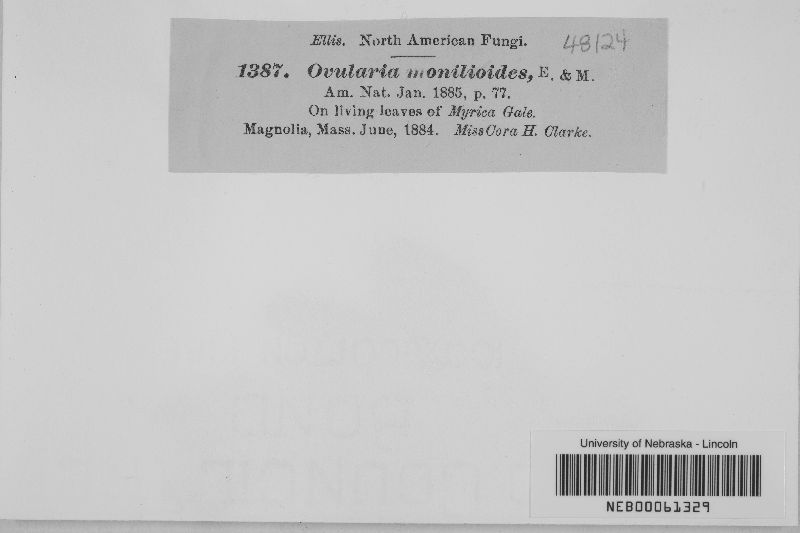 Ellis. North American Fungi. 48124
1387. Ovularia monilioides, E. & M.
Am. Nat. Jan. 1885, p. 77.
On living leaves of Myrica Gale.
Magnolia, Mass. June, 1884. Miss Cora H. Clarke.
University of Nebraska - Lincoln
NEB00061329